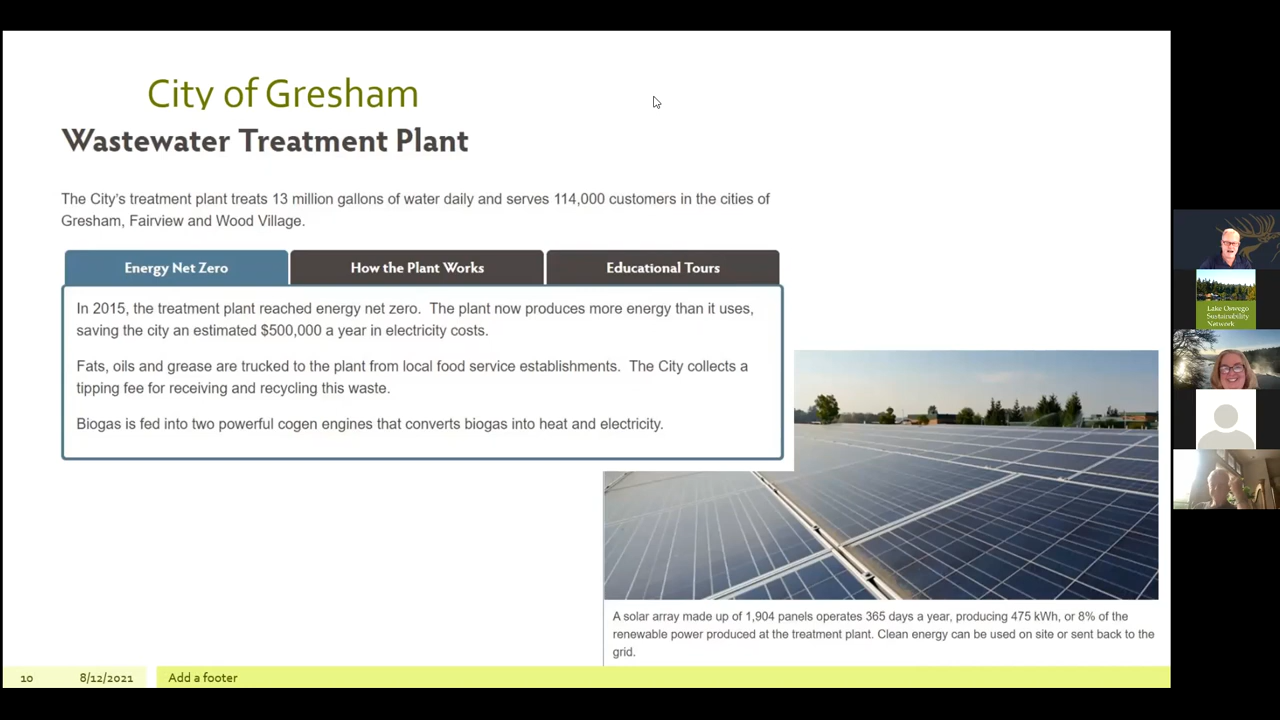 City of Gresham
Wastewater Treatment Plant
The City's treatment plant treats 13 million gallons of water daily and serves 114,000 customers in the cities of
Gresham, Fairview and Wood Village.
Energy Net Zero
How the Plant Works
Educational Tours
In 2015, the treatment plant reached energy net zero.  The plant now produces more energy than it uses,
saving the city an estimated $500,000 a year in electricity costs.
Fats, oils and grease are trucked to the plant from local food service establishments.  The City collects a
tipping fee for receiving and recycling this waste.
Biogas is fed into two powerful cogen engines that converts biogas into heat and electricity.
A solar array made up of 1,904 panels operates 365 days a year, producing 475 kWh, or 8% of the
renewable power produced at the treatment plant. Clean energy can be used on site or sent back to the
grid.
10
8/12/2021
Add a footer
Lake Oswego
Sustainability
Network